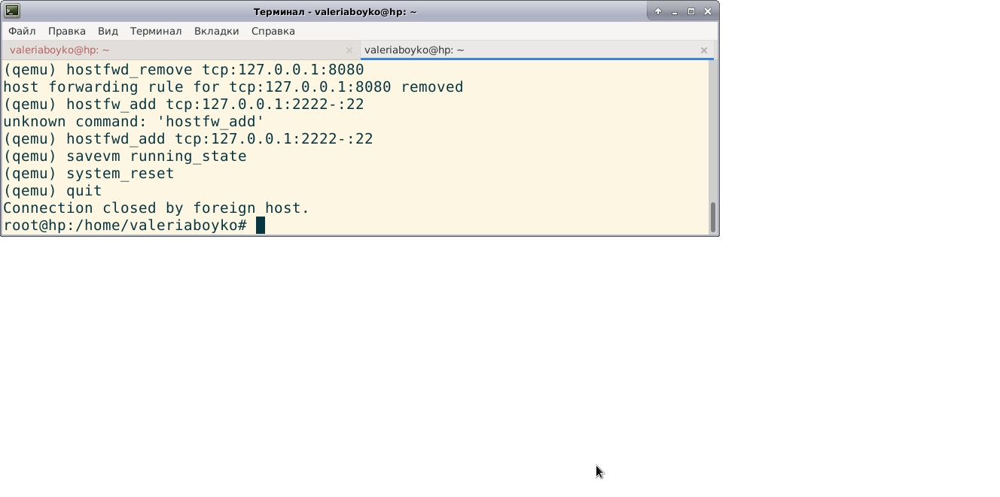 Терминал - valeriaboyko@hp: ~
Файл Правка Вид Терминал Вкладки Справка
valeriaboyko@hp: ~ valeriaboyko@hp: ~
(qemu) hostfwd_remove tcp:127.0.0.1:8080
host forwarding rule for tcp:127.0.0.1:8080 removed
(qemu) hostfw_add tcp:127.0.0.1:2222-:22
unknown command: 'hostfw_add'
(qemu) hostfwd_add tcp:127.0.0.1:2222-:22
(qemu) savevm running_state
(qemu) system_reset
(qemu) quit
Connection closed by foreign host.
root@hp:/home/valeriaboyko#